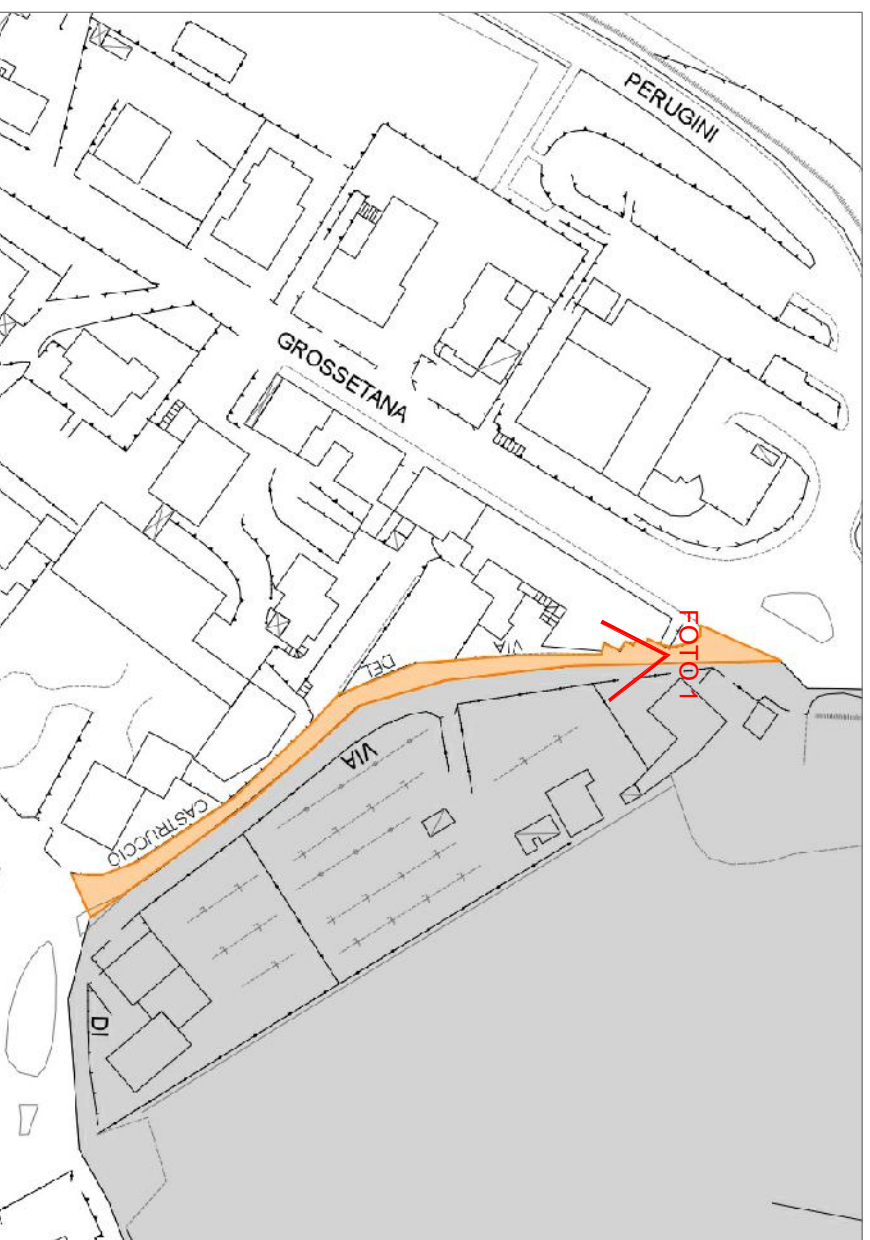 PERUGINI
GROSSETANA
FOTO 1
VIA
DEL
VIA
CASTRUCCIO
DI